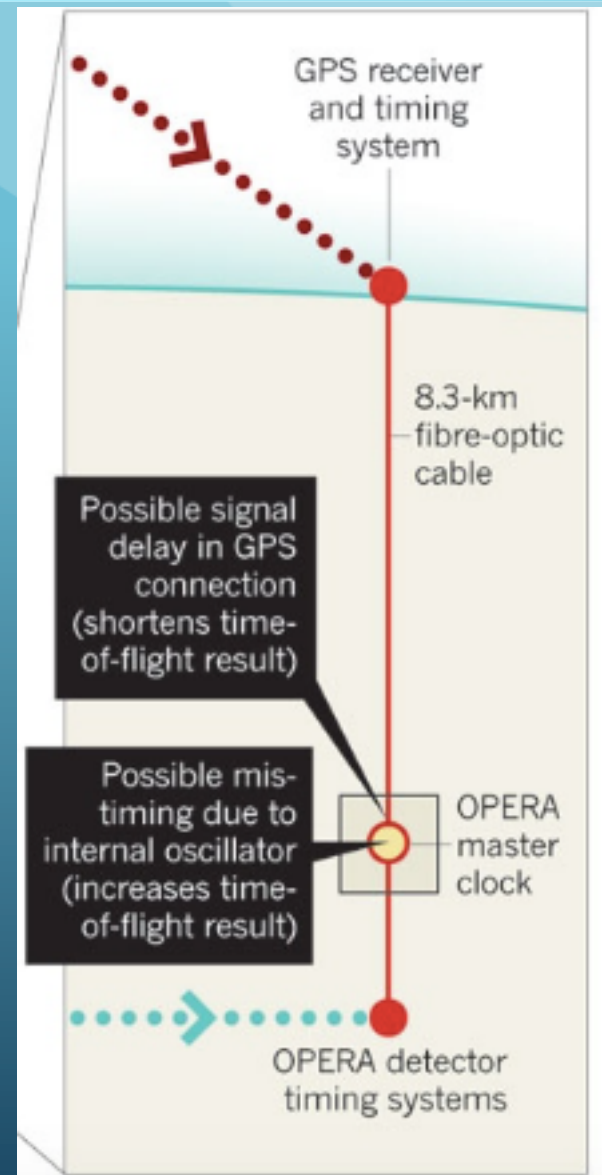 GPS receiver
and timing
system
8.3-km
fibre-optic
cable
Possible signal
delay in GPS
connection
(shortens time-
of-flight result)
Possible mis-
timing due to
internal oscillator
(increases time-
of-flight result)
OPERA
master
clock
OPERA detector
timing systems